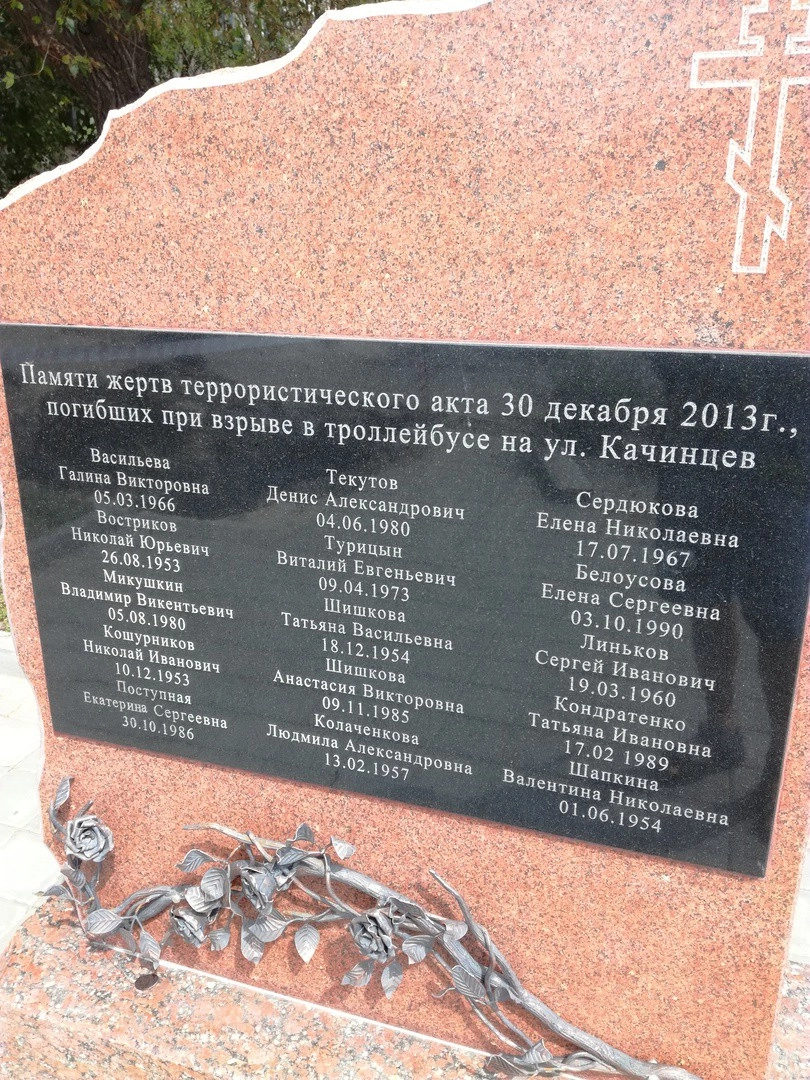 Памяти жертв террористического акта 30 декабря 2013г.,
погибших при взрыве в троллейбусе на ул. Качинцев
Васильева
Галина Викторовна
05.03.1966
Востриков
Николай Юрьевич
26.08.1953
Микушкин
Владимир Викентьевич
05.08.1980
Кошурников
Николай Иванович
10.12.1953
Поступная
Екатерина Сергеевна
30.10.1986
Текутов
Денис Александрович
04.06.1980
Турицын
Виталий Евгеньевич
09.04.1973
Шишкова
Татьяна Васильевна
18.12.1954
Шишкова
Анастасия Викторовна
09.11.1985
Колаченкова
Людмила Александровна
13.02.1957
Сердюкова
Елена Николаевна
17.07.1967
Белоусова
Елена Сергеевна
03.10.1990
Линьков
Сергей Иванович
19.03.1960
Кондратенко
Татьяна Ивановна
17.02 1989
Шапкина
Валентина Николаевна
01.06.1954